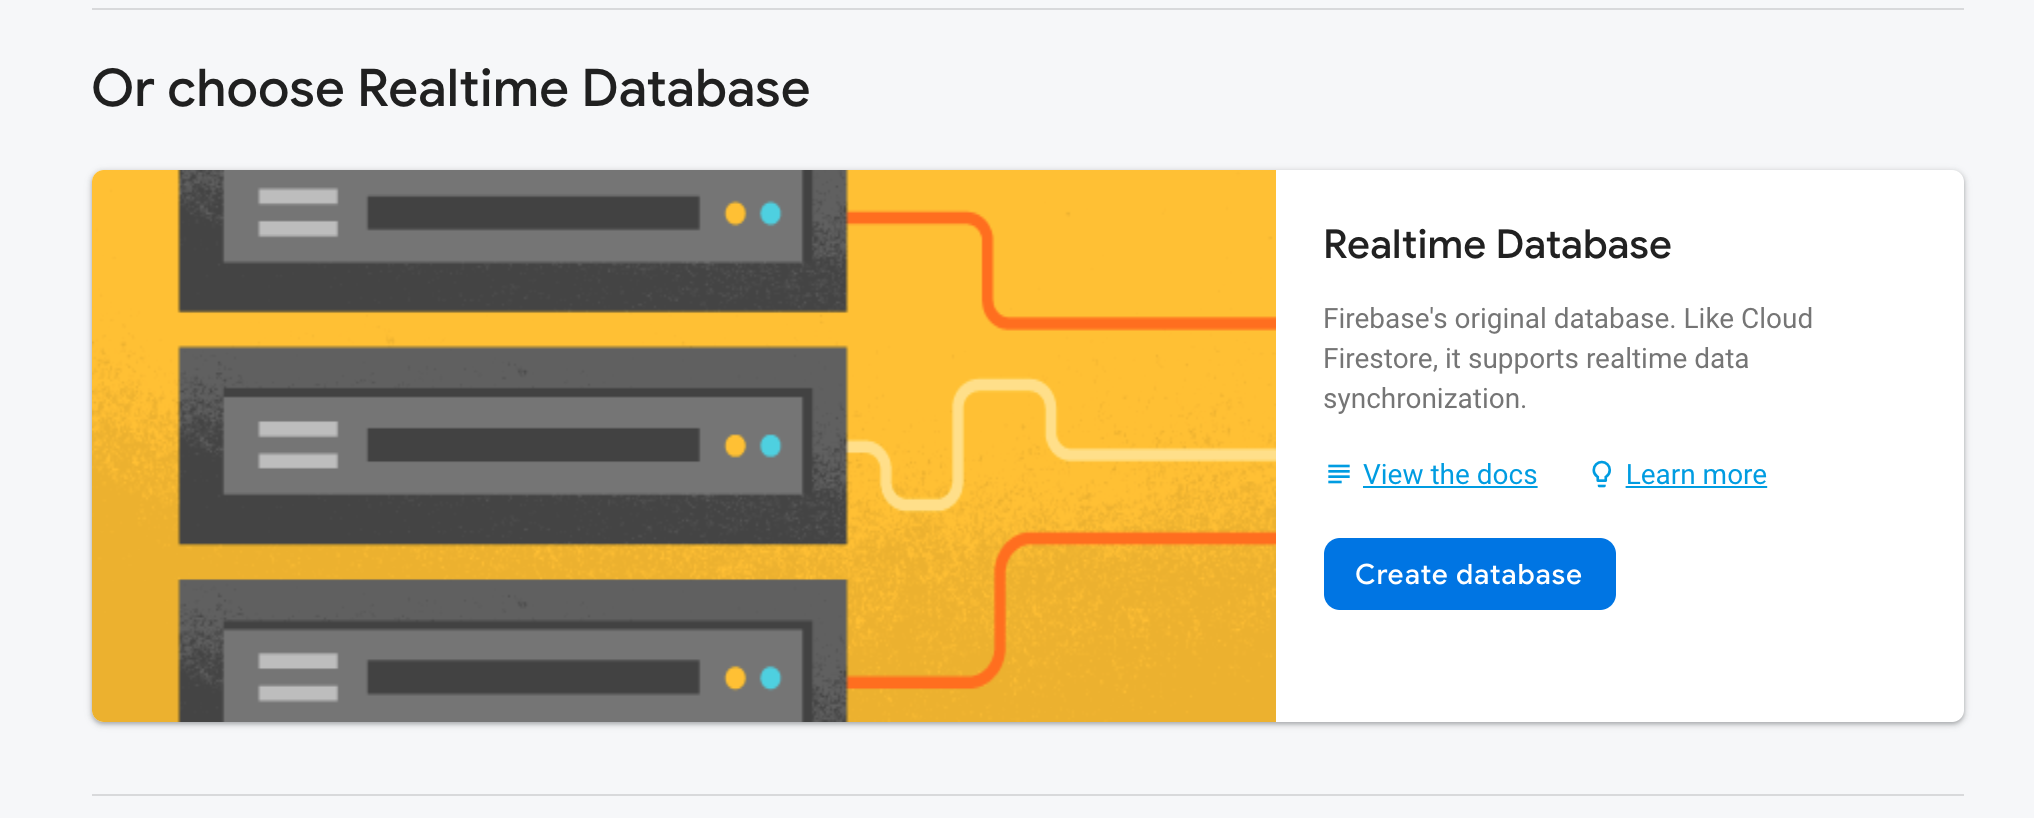 Or choose Realtime Database
Realtime Database
Firebase's original database. Like Cloud
Firestore, it supports realtime data
synchronization.
View the docs Learn more
Create database